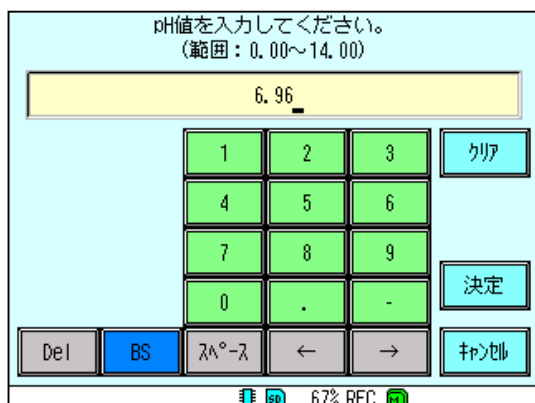 pH値を入力してください。
(範囲：0.00～14.00)
6.96_
1 2 3 ｸﾘｱ
4 5 6
7 8 9
0 . - 決定
Del BS ｽﾍﾟｰｽ ← → ｷｬﾝｾﾙ
SD 67% REC M